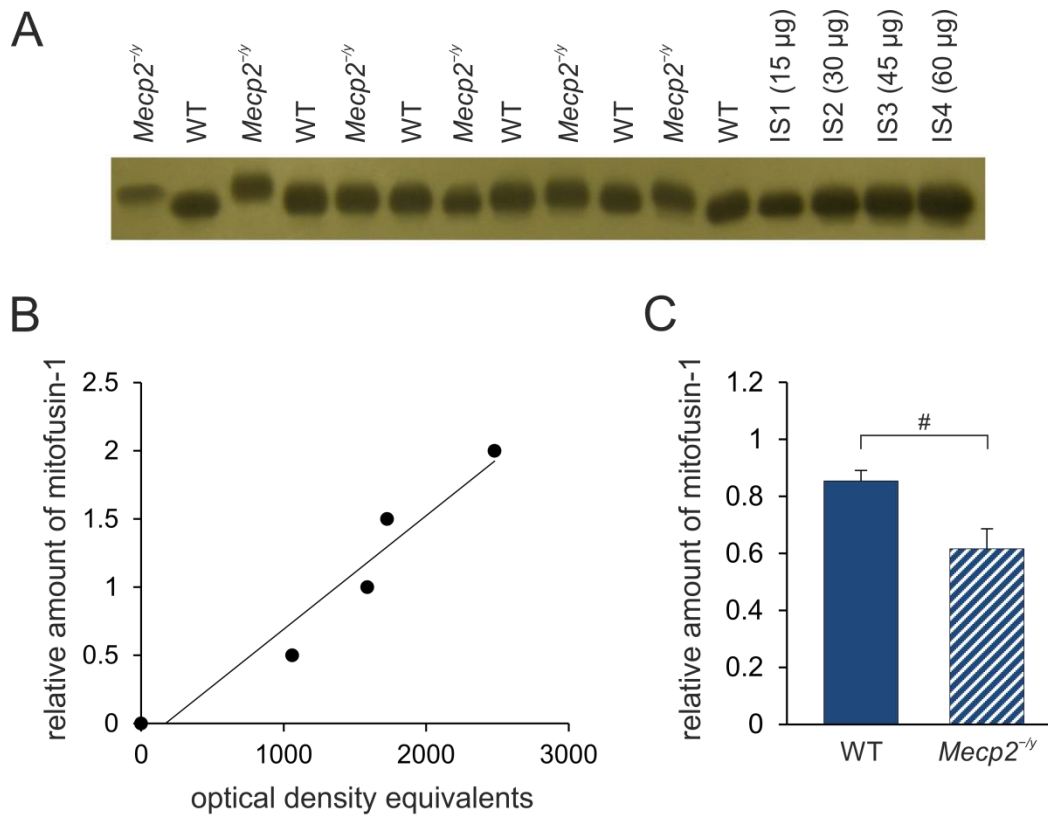 A
Mecp2⁻/ʸ
WT
Mecp2⁻/ʸ
WT
Mecp2⁻/ʸ
WT
Mecp2⁻/ʸ
WT
Mecp2⁻/ʸ
WT
Mecp2⁻/ʸ
WT
IS1 (15 µg)
IS2 (30 µg)
IS3 (45 µg)
IS4 (60 µg)
B
relative amount of mitofusin-1
2.5
2
1.5
1
0.5
0
0
1000
2000
3000
optical density equivalents
C
relative amount of mitofusin-1
1.2
1
0.8
0.6
0.4
0.2
0
#
WT
Mecp2⁻/ʸ